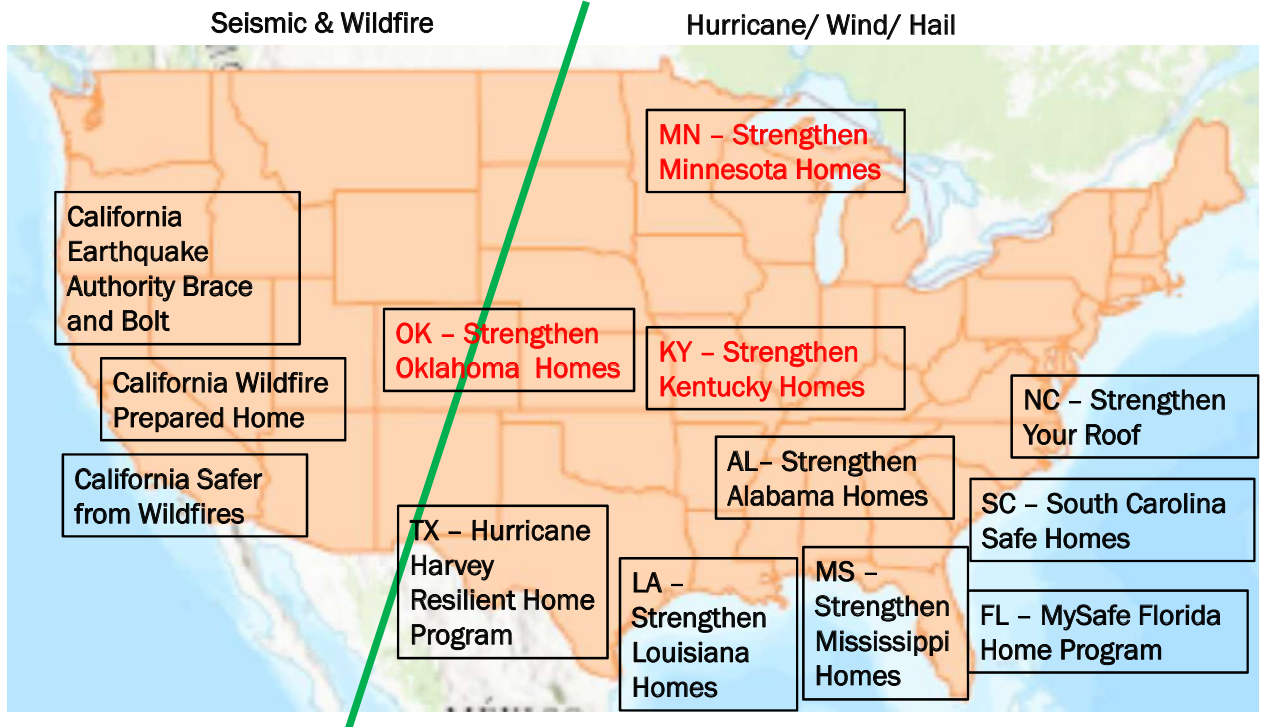 Seismic & Wildfire
Hurricane/ Wind/ Hail
MN – Strengthen
Minnesota Homes
California
Earthquake
Authority Brace
and Bolt
OK – Strengthen
Oklahoma  Homes
KY – Strengthen
Kentucky Homes
California Wildfire
Prepared Home
NC – Strengthen
Your Roof
AL– Strengthen
Alabama Homes
California Safer
from Wildfires
SC – South Carolina
Safe Homes
TX – Hurricane
Harvey
Resilient Home
Program
LA –
Strengthen
Louisiana
Homes
MS –
Strengthen
Mississippi
Homes
FL – MySafe Florida
Home Program